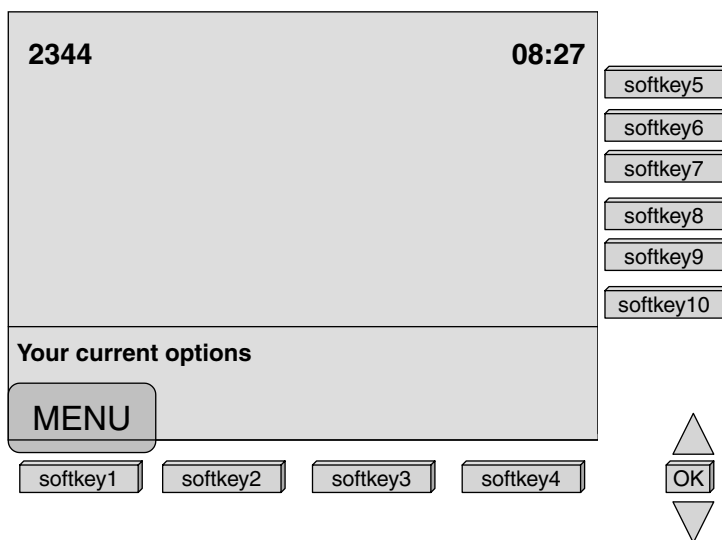 2344 08:27
softkey5
softkey6
softkey7
softkey8
softkey9
softkey10
Your current options
MENU
softkey1 softkey2 softkey3 softkey4 OK